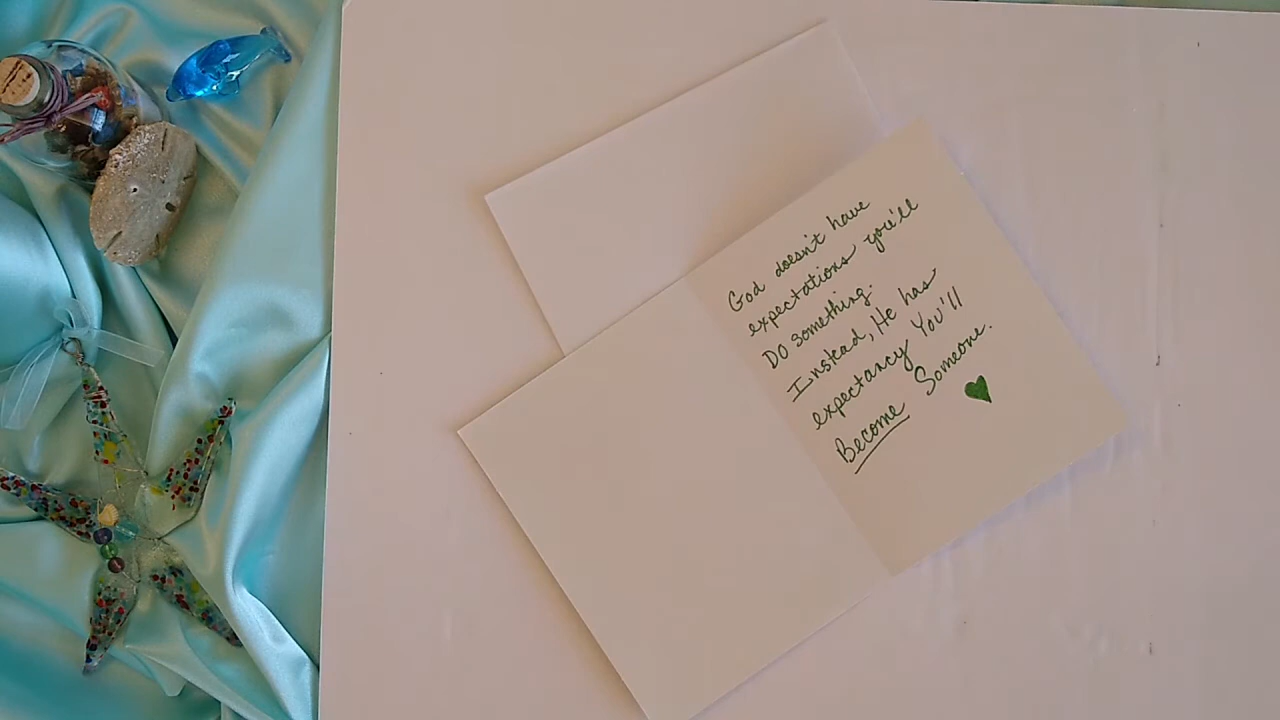 God doesn't have
expectations you'll
DO something.
Instead, He has
expectancy You'll
Become Someone.